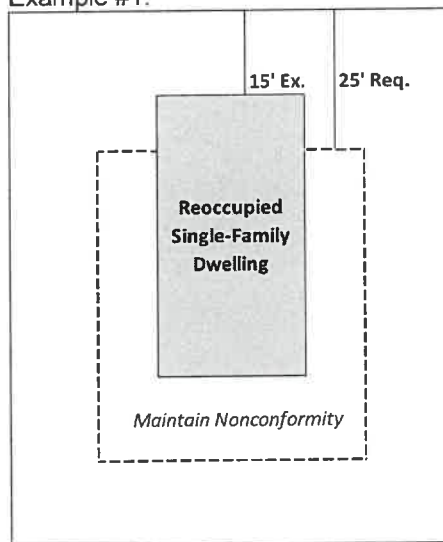 Example #1:
15' Ex. 25' Req.
Reoccupied
Single-Family
Dwelling
Maintain Nonconformity